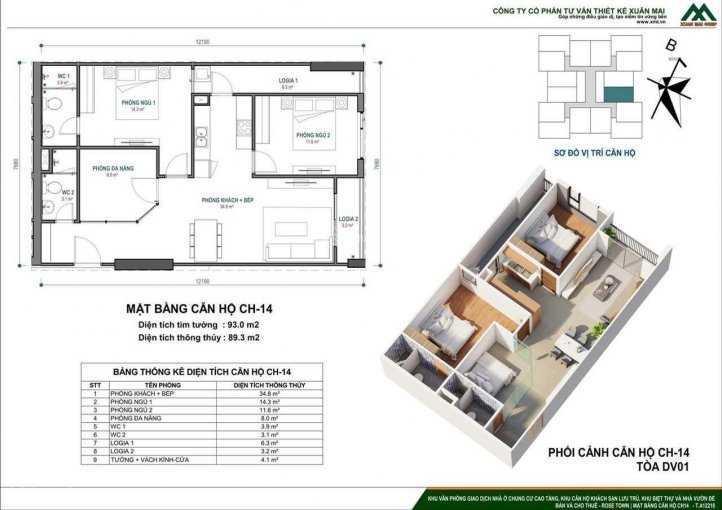 CÔNG TY CỔ PHẦN TƯ VẤN THIẾT KẾ XUÂN MAI
Góp những điều giản dị, tạo niềm tin vững bền
www.xmi.vn
XUAN MAI CORP
12190
WC 1
3.9 m²
PHÒNG NGỦ 1
14.3 m²
LOGIA 1
6.3 m²
PHÒNG NGỦ 2
11.6 m²
7660
7660
PHÒNG ĐA NĂNG
8.0 m²
WC 2
3.1 m²
PHÒNG KHÁCH + BẾP
34.8 m²
LOGIA 2
3.2 m²
12190
B
SƠ ĐỒ VỊ TRÍ CĂN HỘ
MẶT BẰNG CĂN HỘ CH-14
Diện tích tim tường : 93.0 m2
Diện tích thông thủy : 89.3 m2
BẢNG THỐNG KÊ DIỆN TÍCH CĂN HỘ CH-14
STT TÊN PHÒNG DIỆN TÍCH THÔNG THỦY
1 PHÒNG KHÁCH + BẾP 34.8 m²
2 PHÒNG NGỦ 1 14.3 m²
3 PHÒNG NGỦ 2 11.6 m²
4 PHÒNG ĐA NĂNG 8.0 m²
5 WC 1 3.9 m²
6 WC 2 3.1 m²
7 LOGIA 1 6.3 m²
8 LOGIA 2 3.2 m²
9 TƯỜNG + VÁCH KÍNH-CỬA 4.1 m²
PHỐI CẢNH CĂN HỘ CH-14
TÒA DV01
KHU VĂN PHÒNG GIAO DỊCH NHÀ Ở CHUNG CƯ CAO TẦNG, KHU CĂN HỘ KHÁCH SẠN LƯU TRÚ, KHU BIỆT THỰ VÀ NHÀ VƯỜN ĐỂ
BÁN VÀ CHO THUÊ - ROSE TOWN | MẶT BẰNG CĂN HỘ CH14 - T.A12218